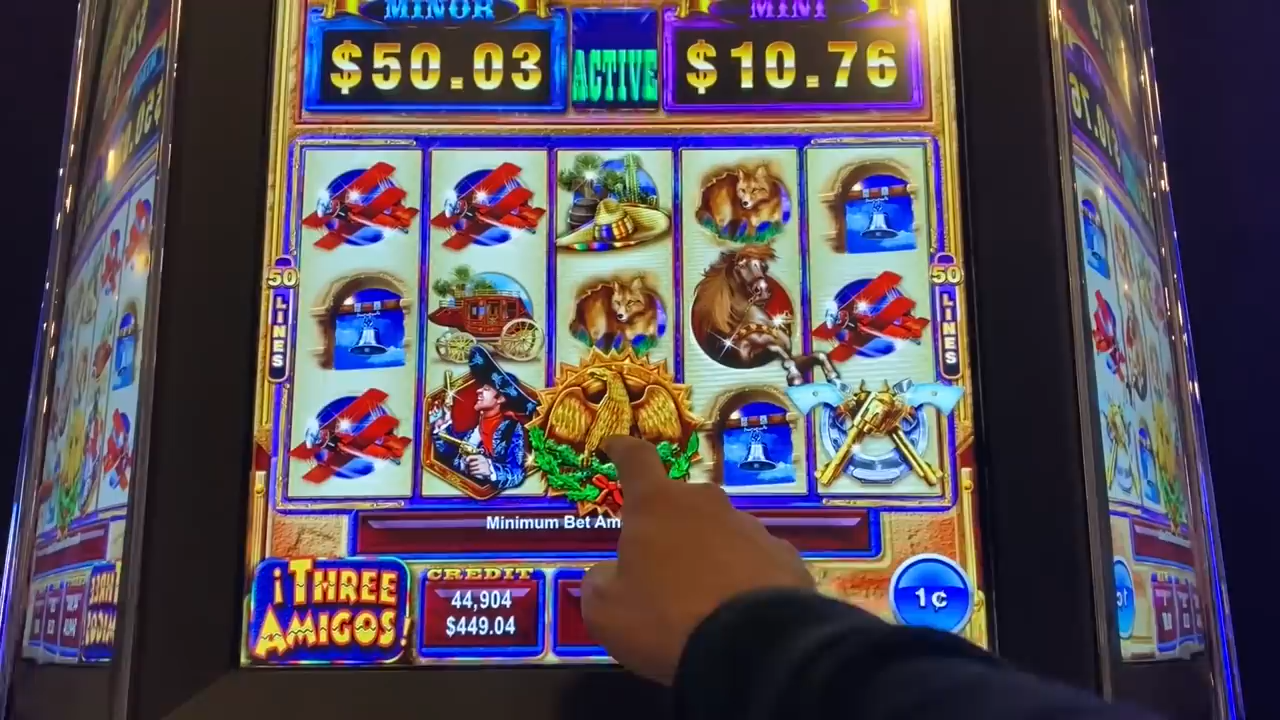 MINOR
MINI
$50.03
ACTIVE
$10.76
50
LINES
50
LINES
Minimum Bet Am
¡THREE
AMIGOS!
CREDIT
44,904
$449.04
1¢